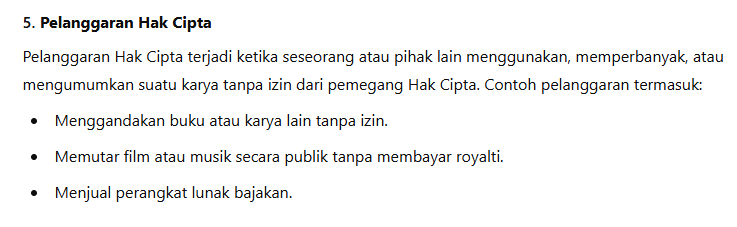 5. Pelanggaran Hak Cipta
Pelanggaran Hak Cipta terjadi ketika seseorang atau pihak lain menggunakan, memperbanyak, atau
mengumumkan suatu karya tanpa izin dari pemegang Hak Cipta. Contoh pelanggaran termasuk:
• Menggandakan buku atau karya lain tanpa izin.
• Memutar film atau musik secara publik tanpa membayar royalti.
• Menjual perangkat lunak bajakan.